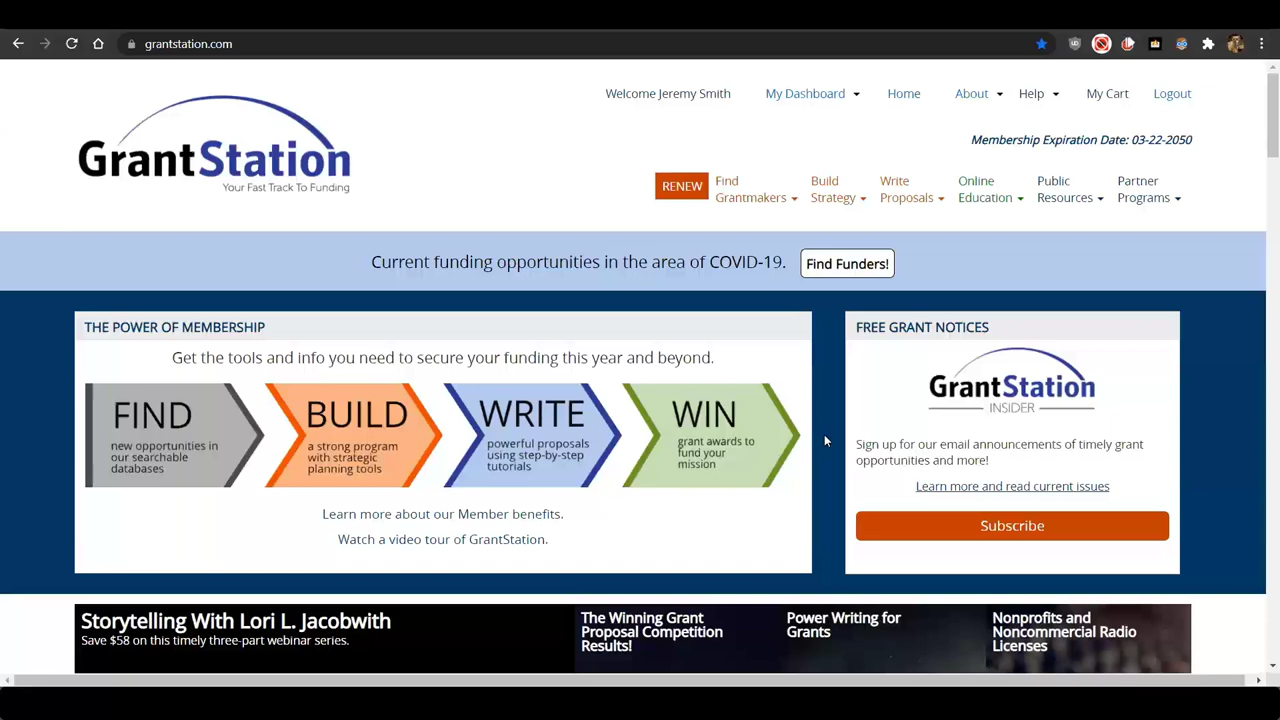 grantstation.com
Welcome Jeremy Smith My Dashboard Home About Help My Cart Logout
GrantStation
Your Fast Track To Funding
Membership Expiration Date: 03-22-2050
RENEW
Find
Grantmakers
Build
Strategy
Write
Proposals
Online
Education
Public
Resources
Partner
Programs
Current funding opportunities in the area of COVID-19. Find Funders!
THE POWER OF MEMBERSHIP
Get the tools and info you need to secure your funding this year and beyond.
FIND
new opportunities in
our searchable
databases
BUILD
a strong program
with strategic
planning tools
WRITE
powerful proposals
using step-by-step
tutorials
WIN
grant awards to
fund your
mission
Learn more about our Member benefits.
Watch a video tour of GrantStation.
FREE GRANT NOTICES
GrantStation
INSIDER
Sign up for our email announcements of timely grant
opportunities and more!
Learn more and read current issues
Subscribe
Storytelling With Lori L. Jacobwith
Save $58 on this timely three-part webinar series.
The Winning Grant
Proposal Competition
Results!
Power Writing for
Grants
Nonprofits and
Noncommercial Radio
Licenses